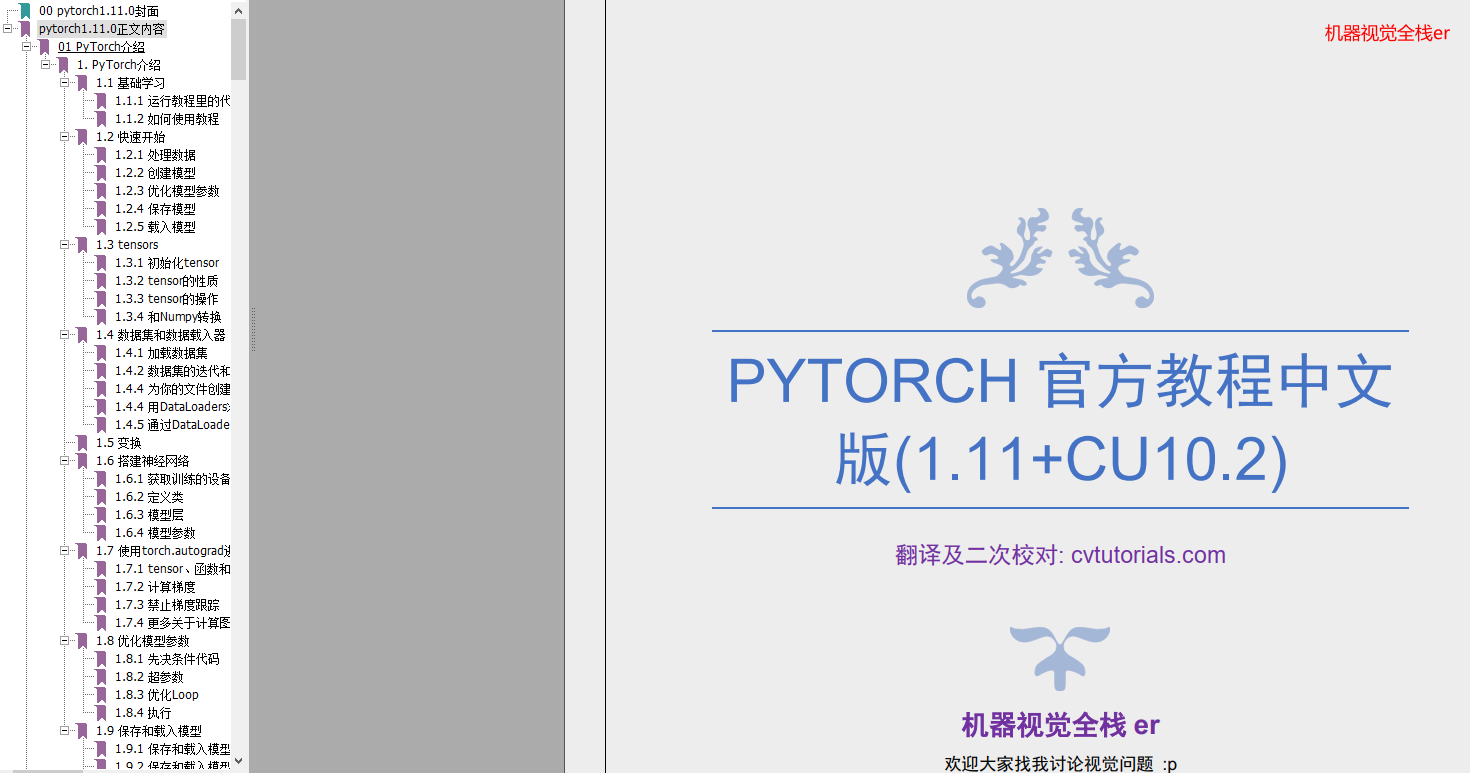 00 pytorch1.11.0封面
pytorch1.11.0正文内容
01 PyTorch介绍
1. PyTorch介绍
1.1 基础学习
1.1.1 运行教程里的代
1.1.2 如何使用教程
1.2 快速开始
1.2.1 处理数据
1.2.2 创建模型
1.2.3 优化模型参数
1.2.4 保存模型
1.2.5 载入模型
1.3 tensors
1.3.1 初始化tensor
1.3.2 tensor的性质
1.3.3 tensor的操作
1.3.4 和Numpy转换
1.4 数据集和数据载入器
1.4.1 加载数据集
1.4.2 数据集的迭代和
1.4.4 为你的文件创建
1.4.4 用DataLoaders
1.4.5 通过DataLoade
1.5 变换
1.6 搭建神经网络
1.6.1 获取训练的设备
1.6.2 定义类
1.6.3 模型层
1.6.4 模型参数
1.7 使用torch.autograd
1.7.1 tensor、函数和
1.7.2 计算梯度
1.7.3 禁止梯度跟踪
1.7.4 更多关于计算图
1.8 优化模型参数
1.8.1 先决条件代码
1.8.2 超参数
1.8.3 优化Loop
1.8.4 执行
1.9 保存和载入模型
1.9.1 保存和载入模型
1.9.2 保存和载入模型
机器视觉全栈er
PYTORCH 官方教程中文
版(1.11+CU10.2)
翻译及二次校对: cvtutorials.com
机器视觉全栈 er
欢迎大家找我讨论视觉问题 :p